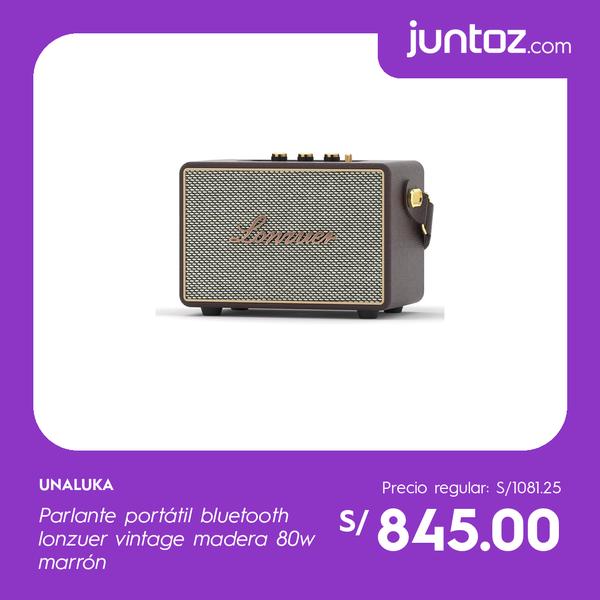 juntoz.com
Lonzuer
UNALUKA
Parlante portátil bluetooth
lonzuer vintage madera 80w
marrón
Precio regular: S/1081.25
S/845.00